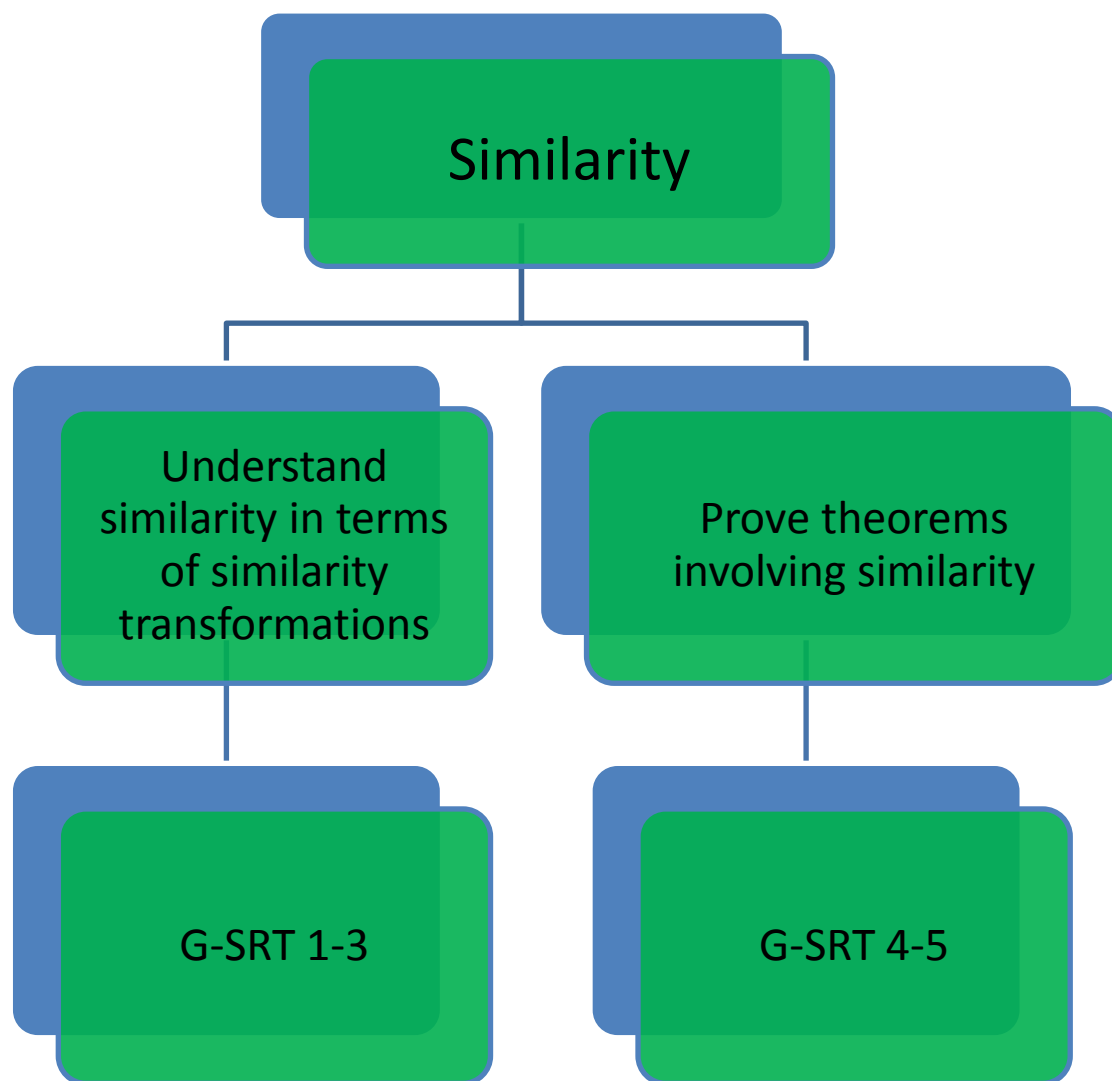 Similarity
Understand
similarity in terms
of similarity
transformations
Prove theorems
involving similarity
G-SRT 1-3
G-SRT 4-5